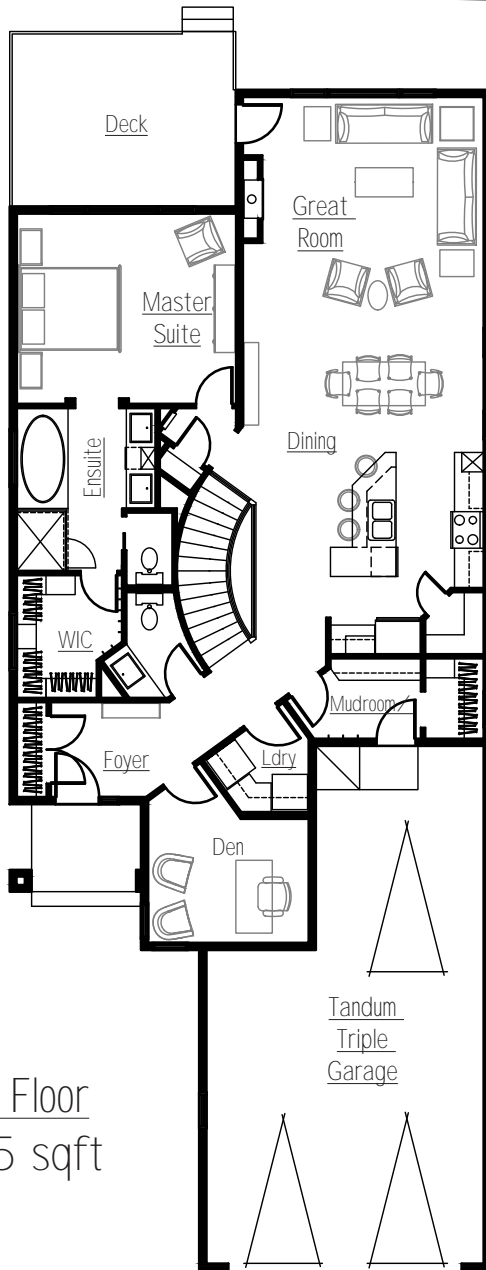 Deck
Great
Room
Master
Suite
Dining
Ensuite
WIC
Mudroom/
Foyer
Ldry
Den
Tandum
Triple
Garage
Floor
5 sqft